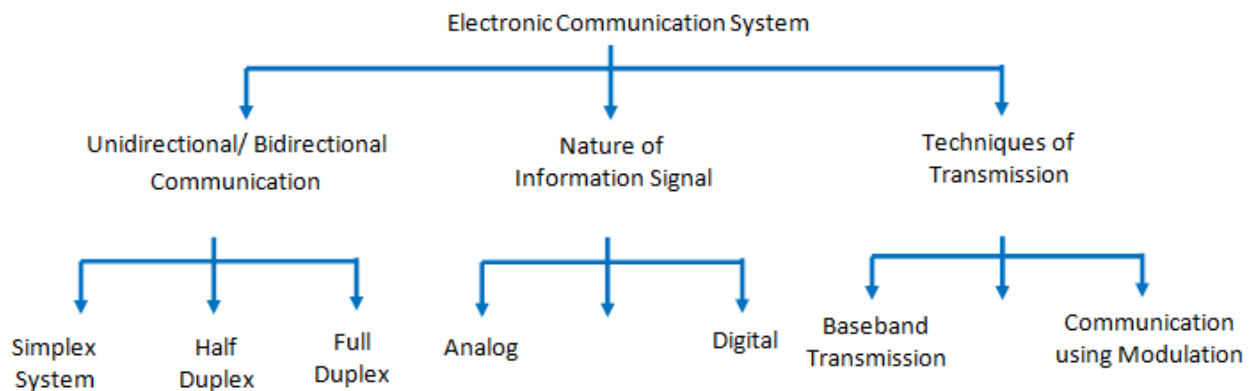 Electronic Communication System
Unidirectional/ Bidirectional
Communication
Nature of
Information Signal
Techniques of
Transmission
Simplex
System
Half
Duplex
Full
Duplex
Analog
Digital
Baseband
Transmission
Communication
using Modulation